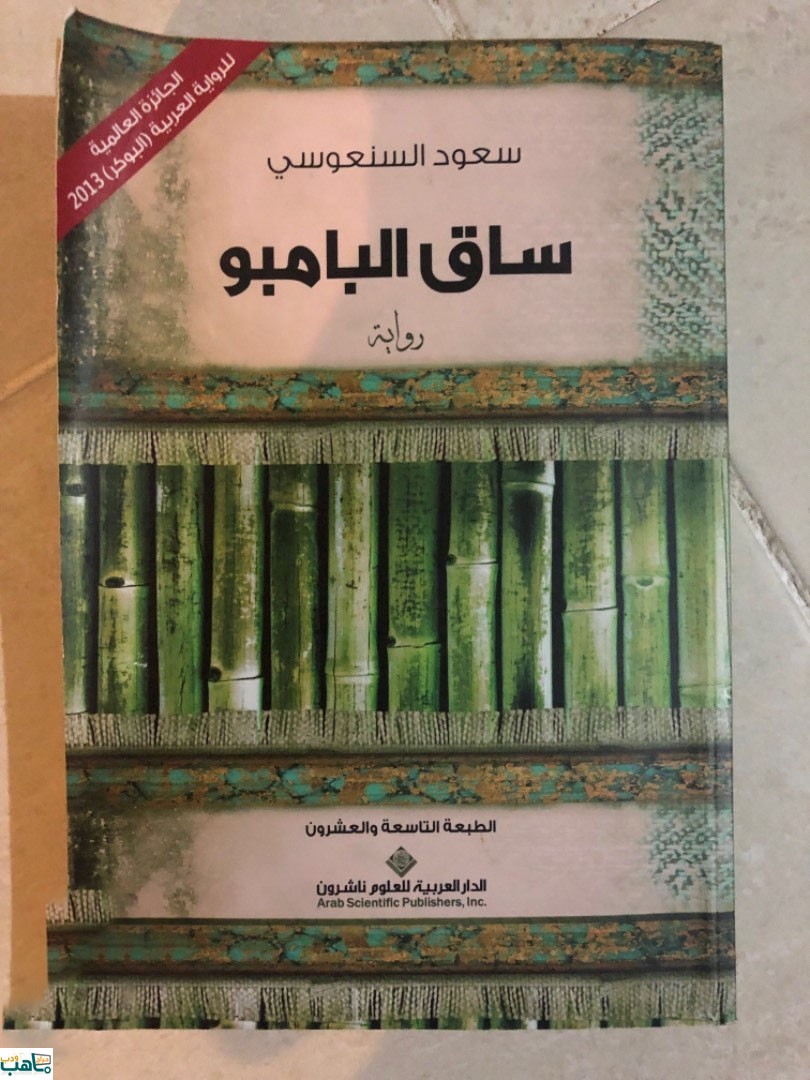 الجائزة العالمية
للرواية العربية (البوكر) 2013
سعود السنعوسي
ساق البامبو
رواية
الطبعة التاسعة والعشرون
الدار العربية للعلوم ناشرون
Arab Scientific Publishers, Inc.